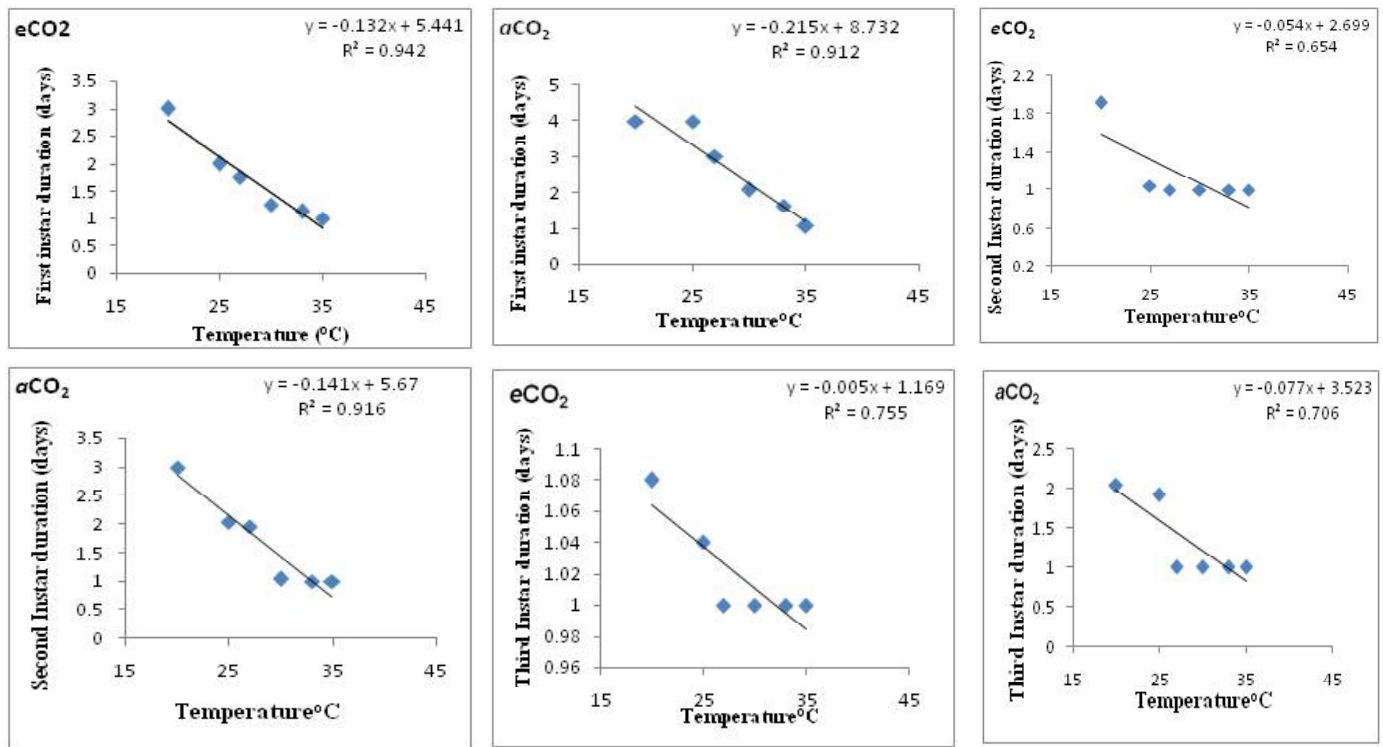 eCO2
y = -0.132x + 5.441
R² = 0.942
First instar duration (days)
3.5
3
2.5
2
1.5
1
0.5
0
15 25 35 45
Temperature (°C)
aCO₂
y = -0.215x + 8.732
R² = 0.912
First instar duration (days)
5
4
3
2
1
0
15 25 35 45
Temperature°C
eCO₂
y = -0.054x + 2.699
R² = 0.654
Second Instar duration (days)
2.2
1.8
1.4
1
0.6
0.2
15 25 35 45
Temperature°C
aCO₂
y = -0.141x + 5.67
R² = 0.916
Second Instar duration (days)
3.5
3
2.5
2
1.5
1
0.5
0
15 25 35 45
Temperature°C
eCO₂
y = -0.005x + 1.169
R² = 0.755
Third Instar duration (days)
1.1
1.08
1.06
1.04
1.02
1
0.98
0.96
15 25 35 45
Temperature°C
aCO₂
y = -0.077x + 3.523
R² = 0.706
Third Instar duration (days)
2.5
2
1.5
1
0.5
0
15 25 35 45
Temperature°C